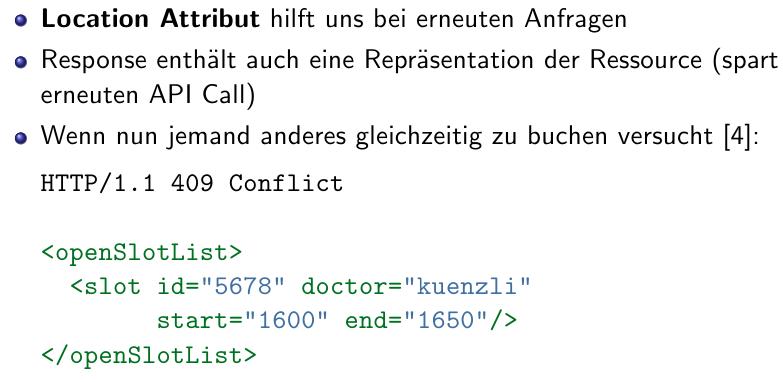 Location Attribut hilft uns bei erneuten Anfragen
Response enthält auch eine Repräsentation der Ressource (spart
erneuten API Call)
Wenn nun jemand anderes gleichzeitig zu buchen versucht [4]:
HTTP/1.1 409 Conflict
<openSlotList>
  <slot id="5678" doctor="kuenzli"
        start="1600" end="1650"/>
</openSlotList>